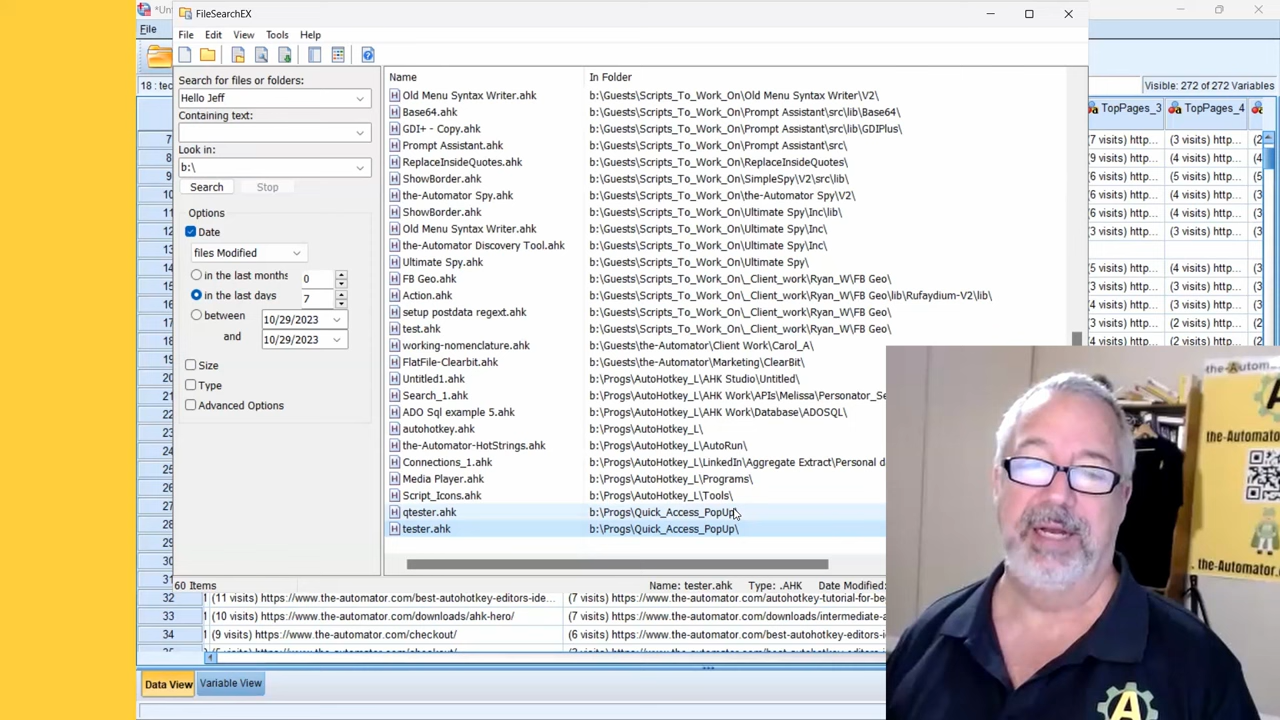 *Un
FileSearchEX
File
File Edit View Tools Help
18 : tec
Visible: 272 of 272 Variables
Search for files or folders:
Hello Jeff
Containing text:
Look in:
b:\
Search Stop
Options
Date
files Modified
in the last months 0
in the last days 7
between 10/29/2023
and 10/29/2023
Size
Type
Advanced Options
Name In Folder
Old Menu Syntax Writer.ahk b:\Guests\Scripts_To_Work_On\Old Menu Syntax Writer\V2\
Base64.ahk b:\Guests\Scripts_To_Work_On\Prompt Assistant\src\lib\Base64\
GDI+ - Copy.ahk b:\Guests\Scripts_To_Work_On\Prompt Assistant\src\lib\GDIPlus\
Prompt Assistant.ahk b:\Guests\Scripts_To_Work_On\Prompt Assistant\src\
ReplaceInsideQuotes.ahk b:\Guests\Scripts_To_Work_On\ReplaceInsideQuotes\
ShowBorder.ahk b:\Guests\Scripts_To_Work_On\SimpleSpy\V2\src\lib\
the-Automator Spy.ahk b:\Guests\Scripts_To_Work_On\the-Automator Spy\V2\
ShowBorder.ahk b:\Guests\Scripts_To_Work_On\Ultimate Spy\Inc\lib\
Old Menu Syntax Writer.ahk b:\Guests\Scripts_To_Work_On\Ultimate Spy\Inc\
the-Automator Discovery Tool.ahk b:\Guests\Scripts_To_Work_On\Ultimate Spy\Inc\
Ultimate Spy.ahk b:\Guests\Scripts_To_Work_On\Ultimate Spy\
FB Geo.ahk b:\Guests\Scripts_To_Work_On\_Client_work\Ryan_W\FB Geo\
Action.ahk b:\Guests\Scripts_To_Work_On\_Client_work\Ryan_W\FB Geo\lib\Rufaydium-V2\lib\
setup postdata regext.ahk b:\Guests\Scripts_To_Work_On\_Client_work\Ryan_W\FB Geo\
test.ahk b:\Guests\Scripts_To_Work_On\_Client_work\Ryan_W\FB Geo\
working-nomenclature.ahk b:\Guests\the-Automator\Client Work\Carol_A\
FlatFile-Clearbit.ahk b:\Guests\the-Automator\Marketing\ClearBit\
Untitled1.ahk b:\Progs\AutoHotkey_L\AHK Studio\Untitled\
Search_1.ahk b:\Progs\AutoHotkey_L\AHK Work\APIs\Melissa\Personator_Se
ADO Sql example 5.ahk b:\Progs\AutoHotkey_L\AHK Work\Database\ADOSQL\
autohotkey.ahk b:\Progs\AutoHotkey_L\
the-Automator-HotStrings.ahk b:\Progs\AutoHotkey_L\AutoRun\
Connections_1.ahk b:\Progs\AutoHotkey_L\LinkedIn\Aggregate Extract\Personal d
Media Player.ahk b:\Progs\AutoHotkey_L\Programs\
Script_Icons.ahk b:\Progs\AutoHotkey_L\Tools\
qtester.ahk b:\Progs\Quick_Access_PopUp\
tester.ahk b:\Progs\Quick_Access_PopUp\
60 Items Name: tester.ahk Type: .AHK Date Modified:
TopPages_3 TopPages_4
(7 visits) http... (3 visits) http...
32 (11 visits) https://www.the-automator.com/best-autohotkey-editors-ide... (7 visits) https://www.the-automator.com/autohotkey-tutorial-for-be
33 (10 visits) https://www.the-automator.com/downloads/ahk-hero/ (7 visits) https://www.the-automator.com/downloads/intermediate-a
34 (9 visits) https://www.the-automator.com/checkout/ (6 visits) https://www.the-automator.com/best-autohotkey-editors-i
Data View Variable View
the-Autom
the-Automator
A